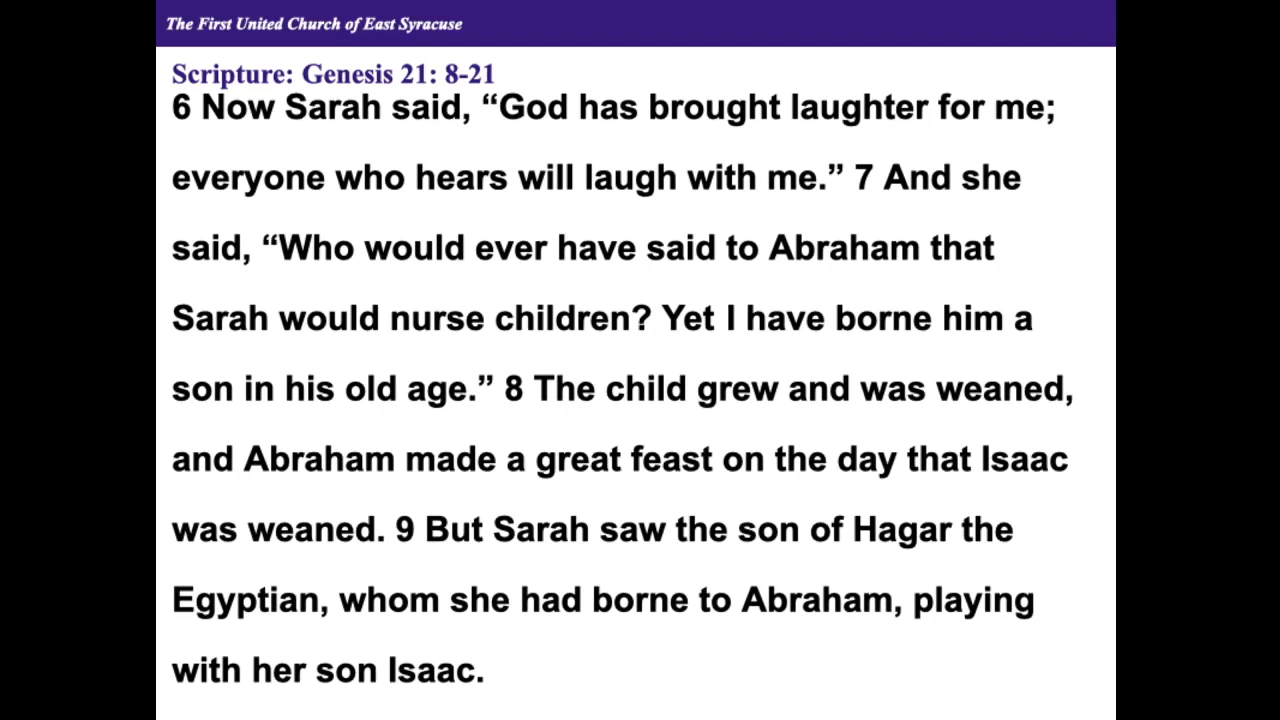 The First United Church of East Syracuse
Scripture: Genesis 21: 8-21
6 Now Sarah said, “God has brought laughter for me;
everyone who hears will laugh with me.” 7 And she
said, “Who would ever have said to Abraham that
Sarah would nurse children? Yet I have borne him a
son in his old age.” 8 The child grew and was weaned,
and Abraham made a great feast on the day that Isaac
was weaned. 9 But Sarah saw the son of Hagar the
Egyptian, whom she had borne to Abraham, playing
with her son Isaac.